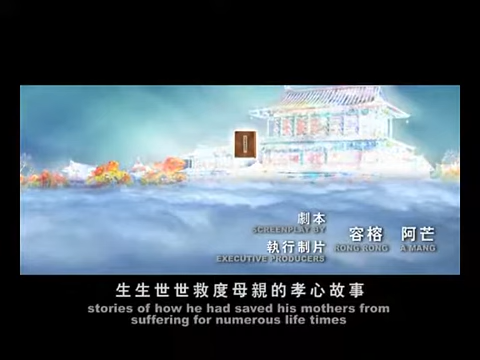 劇本
SCREENPLAY BY
執行制片
EXECUTIVE PRODUCERS
容榕 阿芒
RONG RONG A MANG
生生世世救度母親的孝心故事
stories of how he had saved his mothers from
suffering for numerous life times